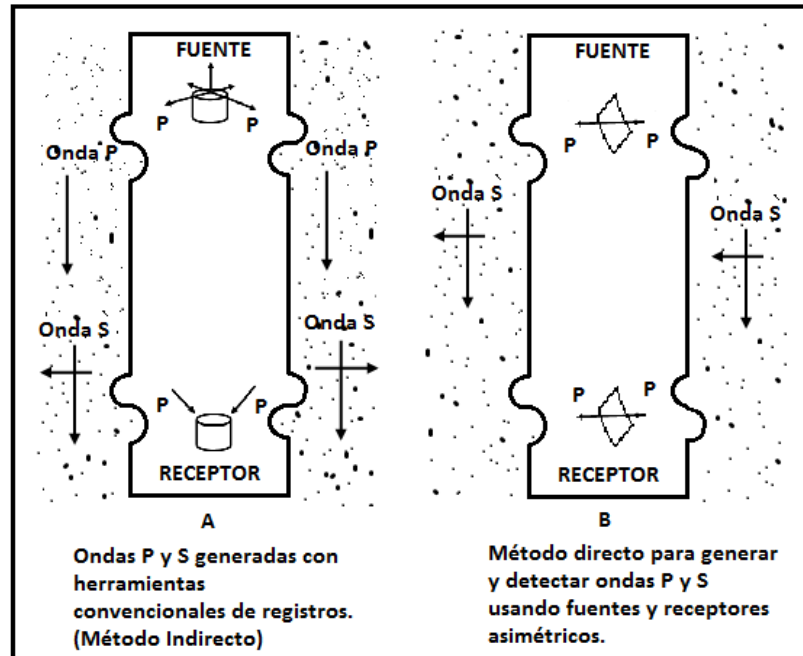 FUENTE
P
P
Onda P
Onda P
Onda S
Onda S
P
P
RECEPTOR
A
Ondas P y S generadas con
herramientas
convencionales de registros.
(Método Indirecto)
FUENTE
P
P
Onda S
Onda S
P
P
RECEPTOR
B
Método directo para generar
y detectar ondas P y S
usando fuentes y receptores
asimétricos.